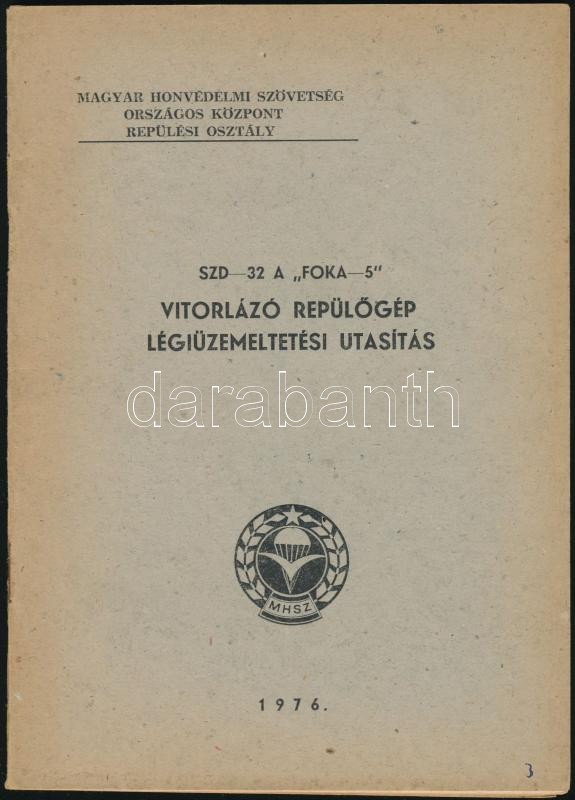 MAGYAR HONVÉDELMI SZÖVETSÉG
ORSZÁGOS KÖZPONT
REPÜLÉSI OSZTÁLY
SZD—32 A „FOKA—5"
VITORLÁZÓ REPÜLŐGÉP
LÉGIÜZEMELTETÉSI UTASÍTÁS
darabanth
MHSZ
1976.
3